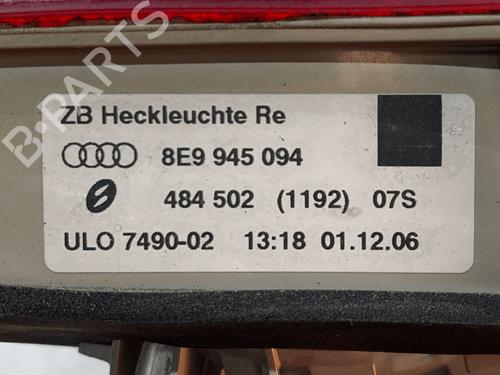 B-PARTS
ZB Heckleuchte Re
8E9 945 094
484 502 (1192) 07S
ULO 7490-02 13:18 01.12.06